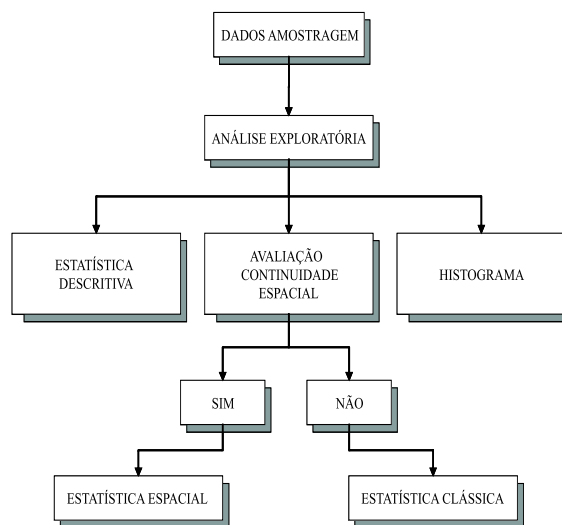 DADOS AMOSTRAGEM
ANÁLISE EXPLORATÓRIA
ESTATÍSTICA
DESCRITIVA
AVALIAÇÃO
CONTINUIDADE
ESPACIAL
HISTOGRAMA
SIM
NÃO
ESTATÍSTICA ESPACIAL
ESTATÍSTICA CLÁSSICA